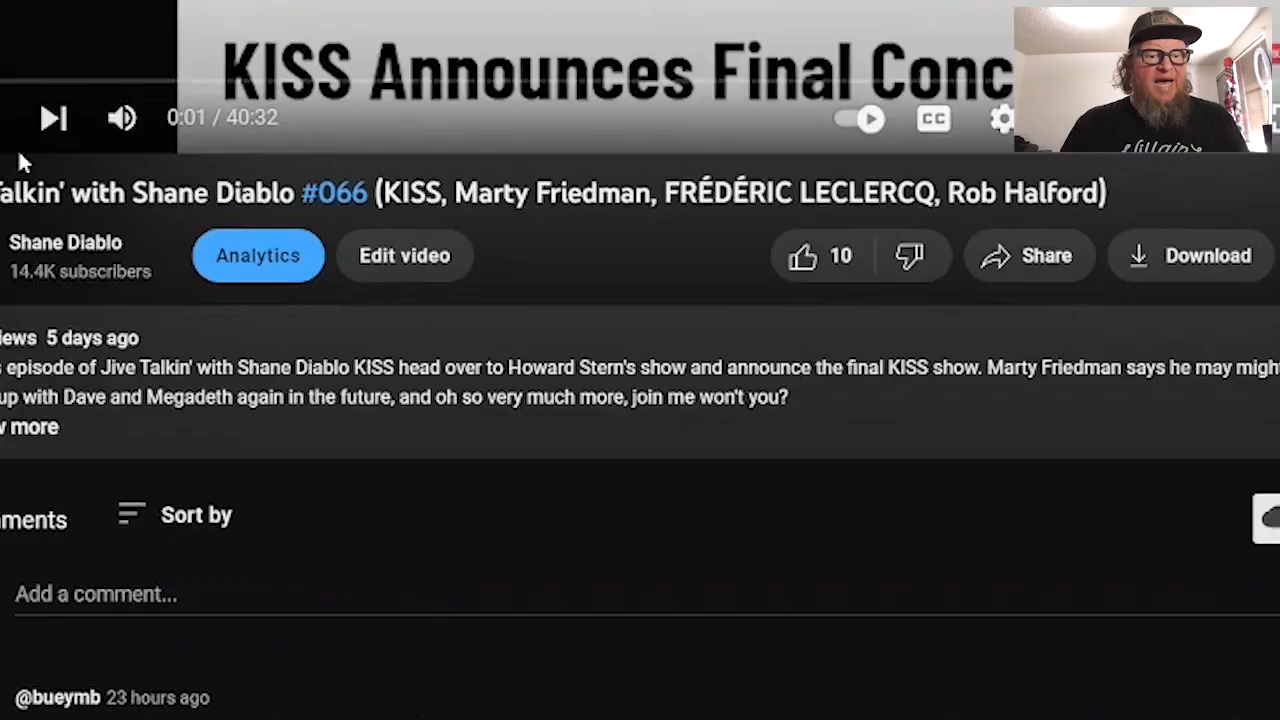 KISS Announces Final Conc
0:01 / 40:32
CC
Talkin' with Shane Diablo #066 (KISS, Marty Friedman, FRÉDÉRIC LECLERCQ, Rob Halford)
Shane Diablo
14.4K subscribers
Analytics
Edit video
10
Share
Download
iews 5 days ago
s episode of Jive Talkin' with Shane Diablo KISS head over to Howard Stern's show and announce the final KISS show. Marty Friedman says he may migh
up with Dave and Megadeth again in the future, and oh so very much more, join me won't you?
w more
mments
Sort by
Add a comment...
@bueymb 23 hours ago